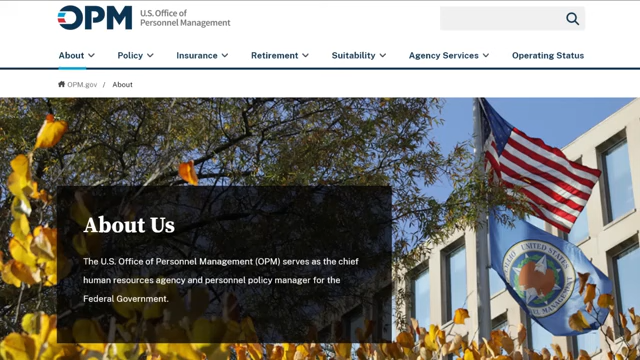 OPM
U.S. Office of
Personnel Management
About
Policy
Insurance
Retirement
Suitability
Agency Services
Operating Status
OPM.gov / About
About Us
The U.S. Office of Personnel Management (OPM) serves as the chief
human resources agency and personnel policy manager for the
Federal Government.
UNITED STATES